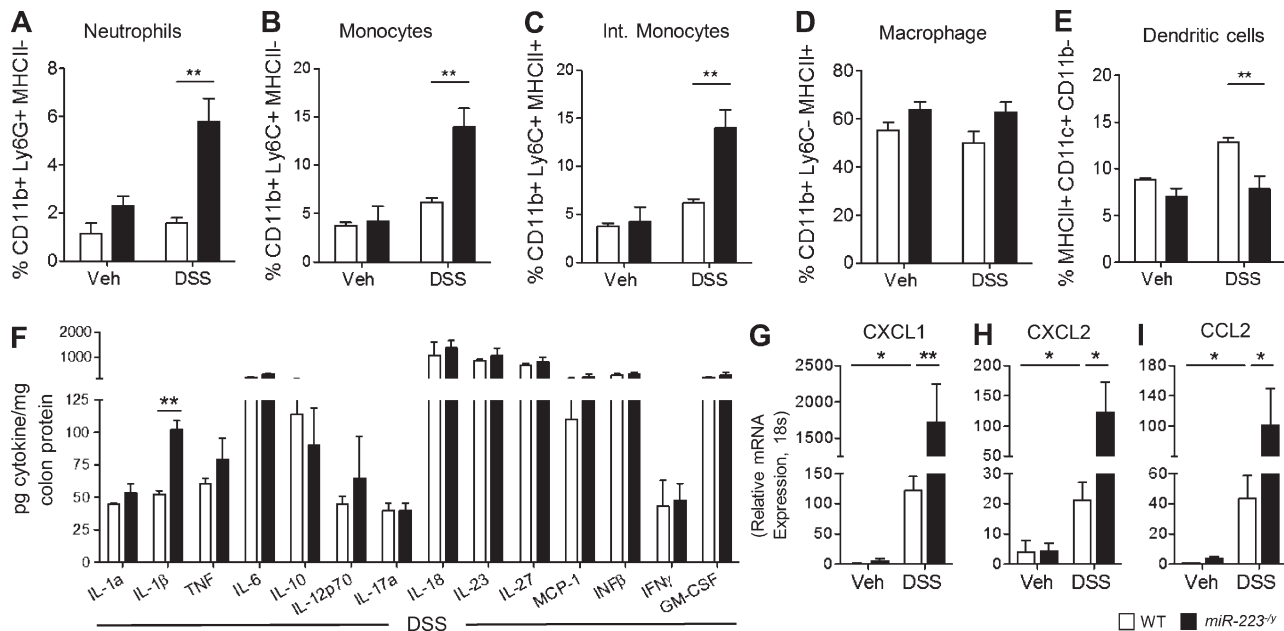 A Neutrophils
% CD11b+ Ly6G+ MHCII-
8
6
4
2
0
**
Veh DSS
B Monocytes
% CD11b+ Ly6C+ MHCII-
20
15
10
5
0
**
Veh DSS
C Int. Monocytes
% CD11b+ Ly6C+ MHCII+
20
15
10
5
0
**
Veh DSS
D Macrophage
% CD11b+ Ly6C- MHCII+
80
60
40
20
0
Veh DSS
E Dendritic cells
% MHCII+ CD11c+ CD11b-
20
15
10
5
0
**
Veh DSS
F
pg cytokine/mg
colon protein
2000
1000
125
100
75
50
25
0
**
IL-1a IL-1β TNF IL-6 IL-10 IL-12p70 IL-17a IL-18 IL-23 IL-27 MCP-1 INFβ IFNγ GM-CSF
DSS
G CXCL1
(Relative mRNA
Expression, 18s)
2500
2000
1500
150
100
50
0
* **
Veh DSS
H CXCL2
200
150
100
50
40
30
20
10
0
* *
Veh DSS
I CCL2
180
140
100
60
60
40
20
0
* *
Veh DSS
WT miR-223-/y